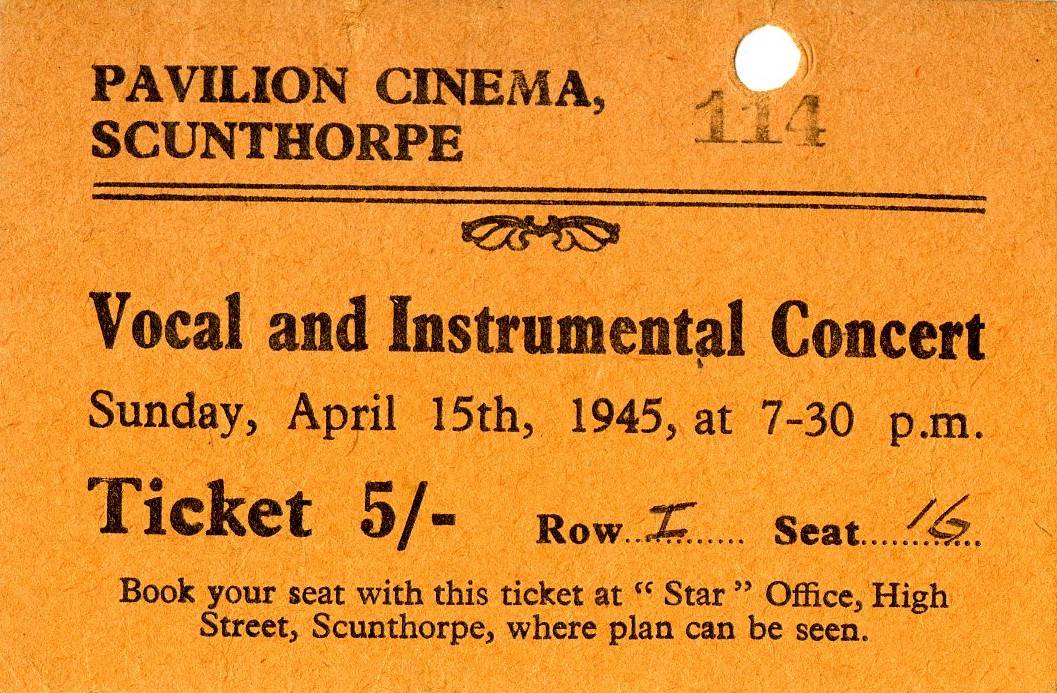 PAVILION CINEMA,
SCUNTHORPE
114
Vocal and Instrumental Concert
Sunday, April 15th, 1945, at 7-30 p.m.
Ticket 5/- Row...I......... Seat......16......
Book your seat with this ticket at “ Star ” Office, High
Street, Scunthorpe, where plan can be seen.